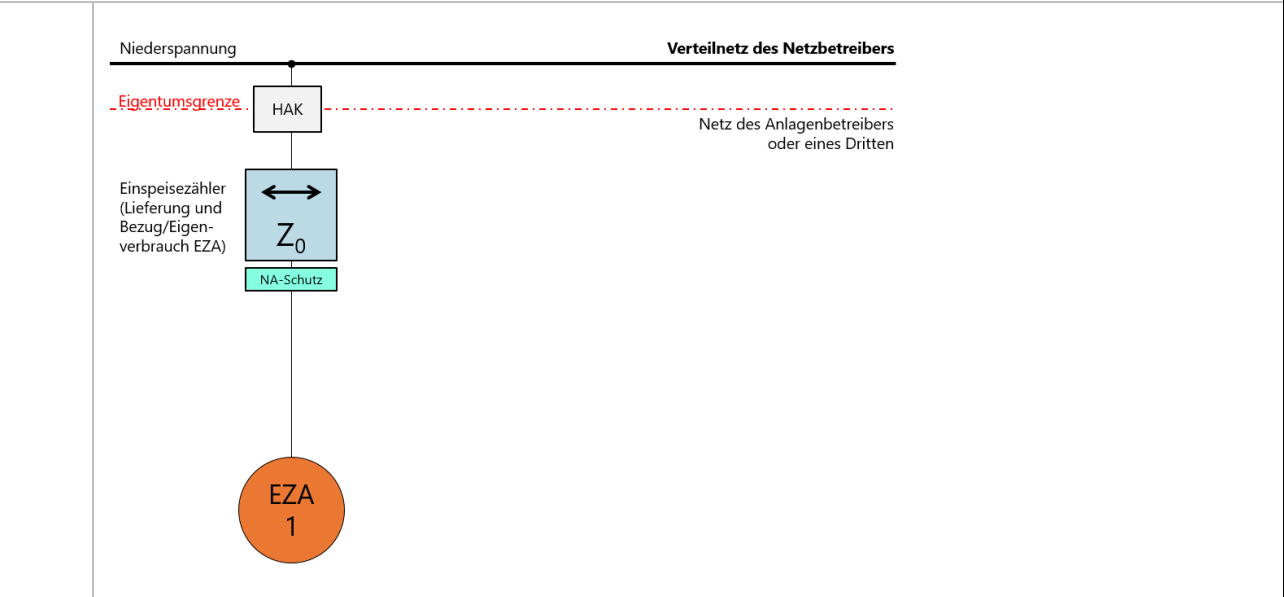 Niederspannung
Verteilnetz des Netzbetreibers
Eigentumsgrenze
HAK
Netz des Anlagenbetreibers
oder eines Dritten
Einspeisezähler
(Lieferung und
Bezug/Eigen-
verbrauch EZA)
Z₀
NA-Schutz
EZA
1